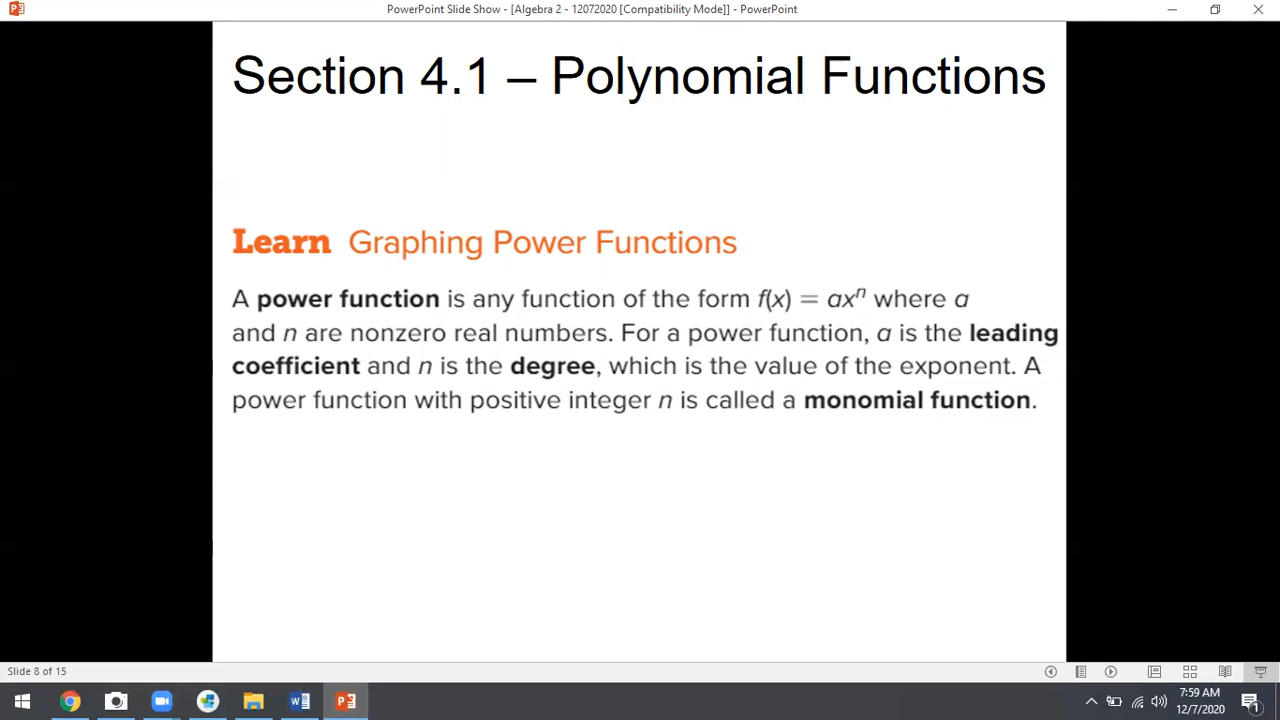 PowerPoint Slide Show - [Algebra 2 - 12072020 [Compatibility Mode]] - PowerPoint
Section 4.1 – Polynomial Functions
Learn Graphing Power Functions
A power function is any function of the form f(x) = axⁿ where a
and n are nonzero real numbers. For a power function, a is the leading
coefficient and n is the degree, which is the value of the exponent. A
power function with positive integer n is called a monomial function.
Slide 8 of 15
7:59 AM
12/7/2020
1